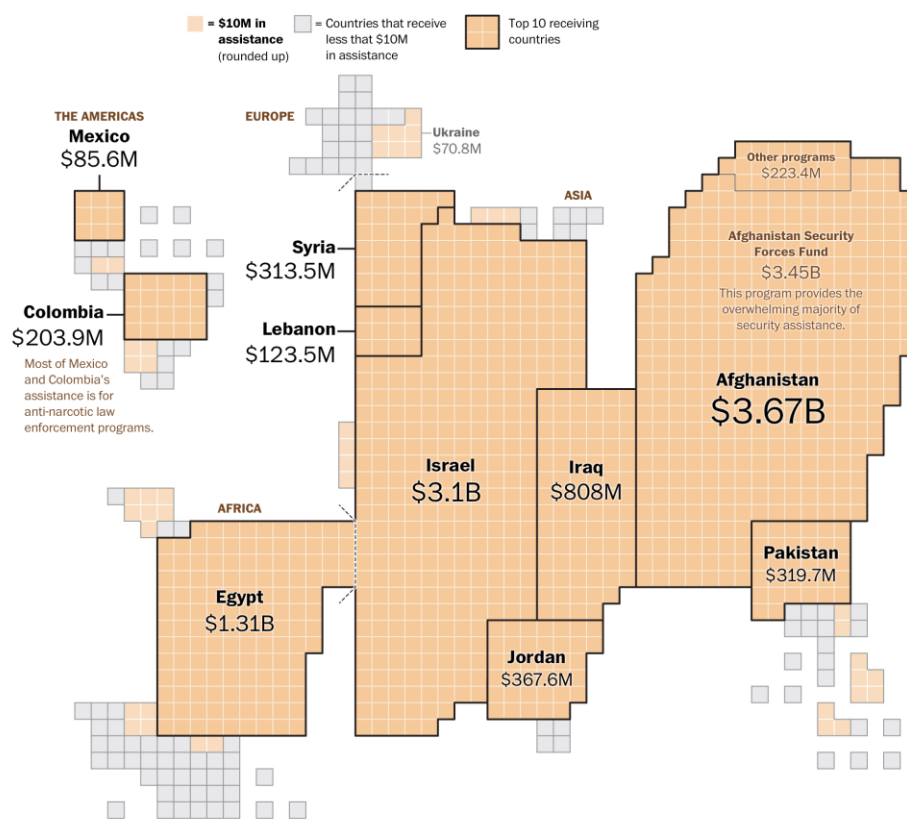 = $10M in
assistance
(rounded up)
= Countries that receive
less that $10M
in assistance
Top 10 receiving
countries
THE AMERICAS
Mexico
$85.6M
EUROPE
Ukraine
$70.8M
ASIA
Other programs
$223.4M
Afghanistan Security
Forces Fund
$3.45B
This program provides the
overwhelming majority of
security assistance.
Syria
$313.5M
Colombia
$203.9M
Lebanon
$123.5M
Most of Mexico
and Colombia's
assistance is for
anti-narcotic law
enforcement programs.
Afghanistan
$3.67B
Israel
$3.1B
Iraq
$808M
AFRICA
Pakistan
$319.7M
Egypt
$1.31B
Jordan
$367.6M